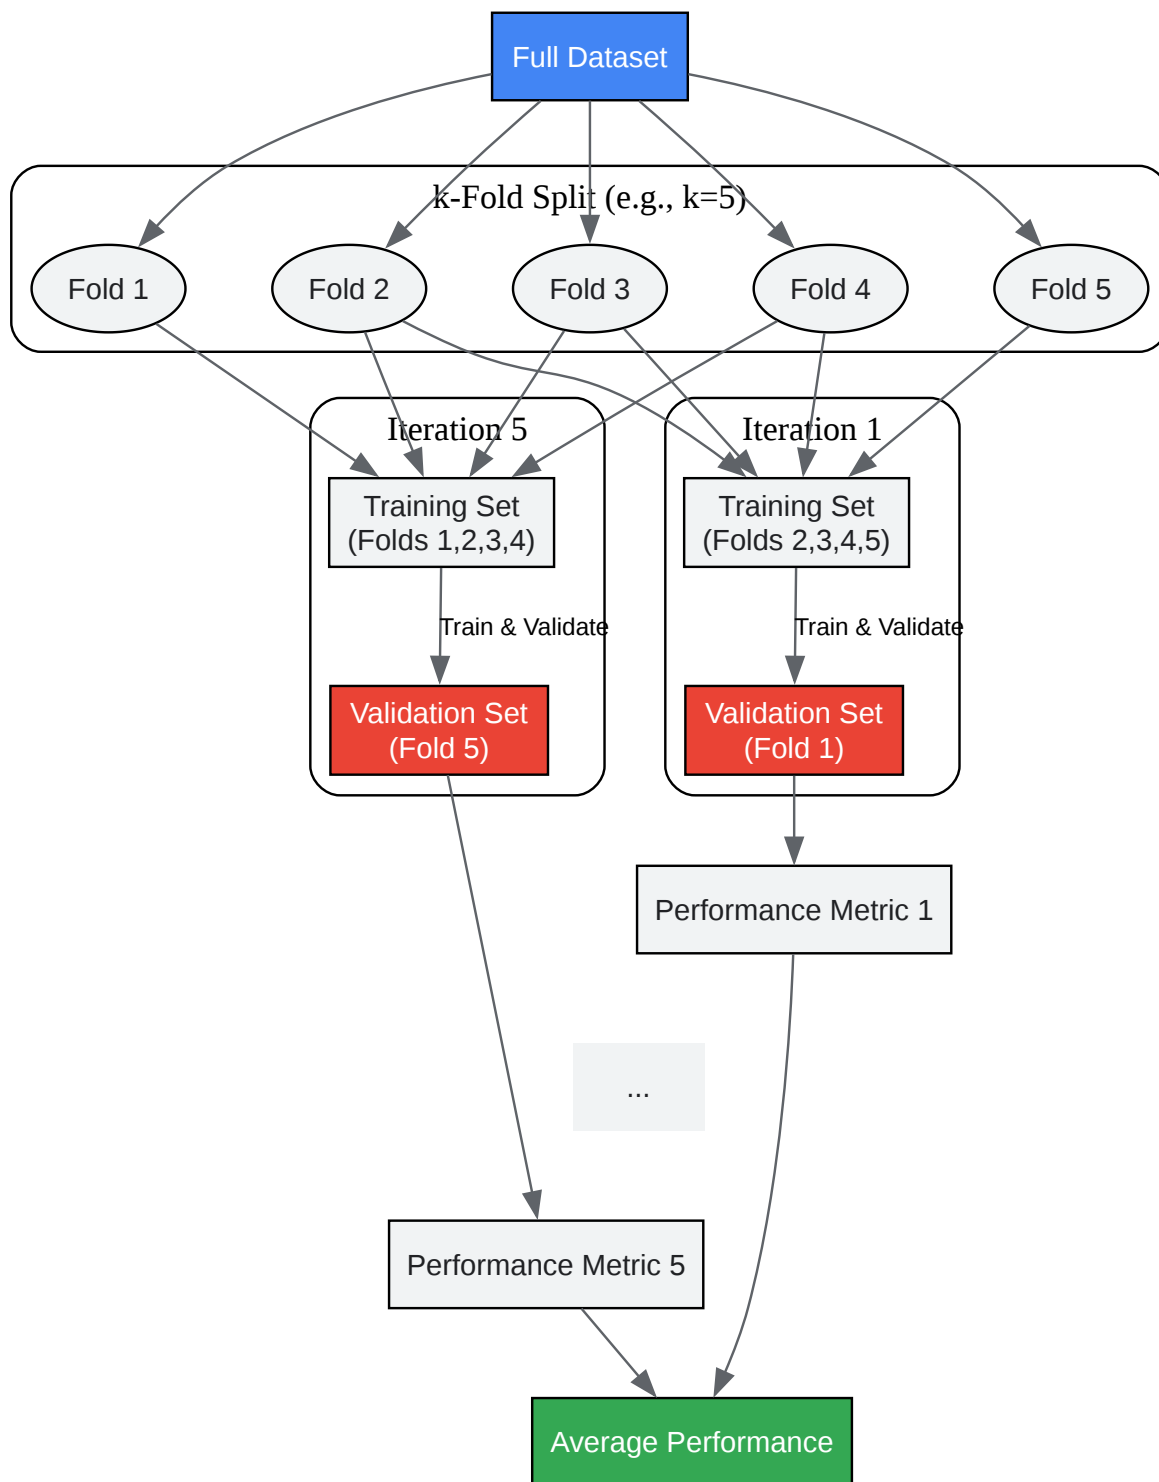 Full Dataset
k-Fold Split (e.g., k=5)
Fold 1
Fold 2
Fold 3
Fold 4
Fold 5
Iteration 5
Training Set
(Folds 1,2,3,4)
Train & Validate
Validation Set
(Fold 5)
Iteration 1
Training Set
(Folds 2,3,4,5)
Train & Validate
Validation Set
(Fold 1)
Performance Metric 1
...
Performance Metric 5
Average Performance